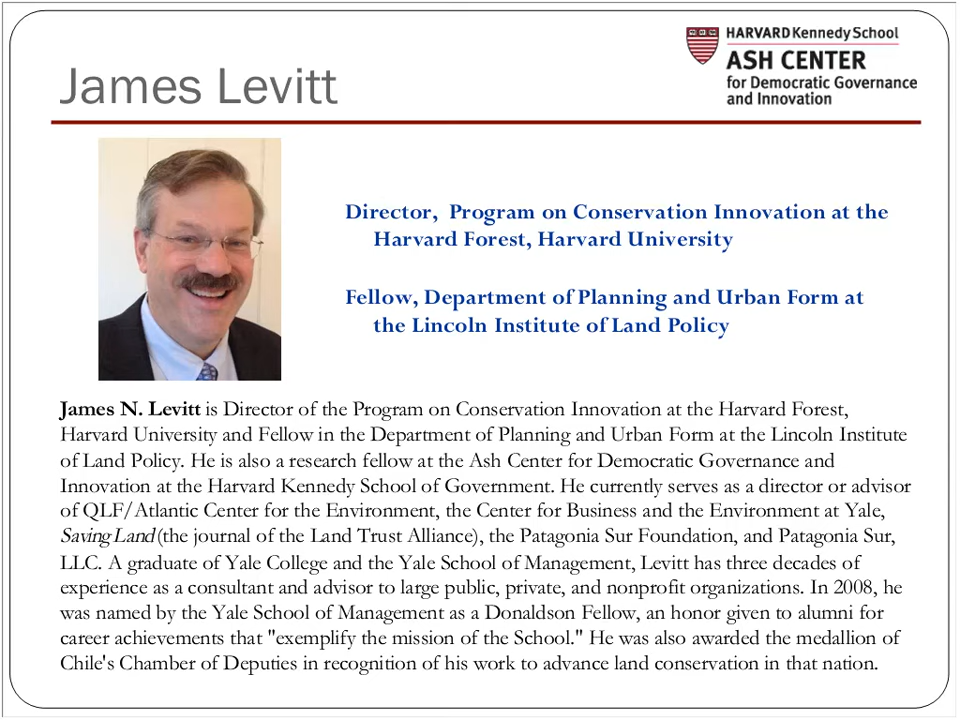 James Levitt
HARVARD Kennedy School
ASH CENTER
for Democratic Governance
and Innovation
Director, Program on Conservation Innovation at the
Harvard Forest, Harvard University
Fellow, Department of Planning and Urban Form at
the Lincoln Institute of Land Policy
James N. Levitt is Director of the Program on Conservation Innovation at the Harvard Forest,
Harvard University and Fellow in the Department of Planning and Urban Form at the Lincoln Institute
of Land Policy. He is also a research fellow at the Ash Center for Democratic Governance and
Innovation at the Harvard Kennedy School of Government. He currently serves as a director or advisor
of QLF/Atlantic Center for the Environment, the Center for Business and the Environment at Yale,
Saving Land (the journal of the Land Trust Alliance), the Patagonia Sur Foundation, and Patagonia Sur,
LLC. A graduate of Yale College and the Yale School of Management, Levitt has three decades of
experience as a consultant and advisor to large public, private, and nonprofit organizations. In 2008, he
was named by the Yale School of Management as a Donaldson Fellow, an honor given to alumni for
career achievements that "exemplify the mission of the School." He was also awarded the medallion of
Chile's Chamber of Deputies in recognition of his work to advance land conservation in that nation.